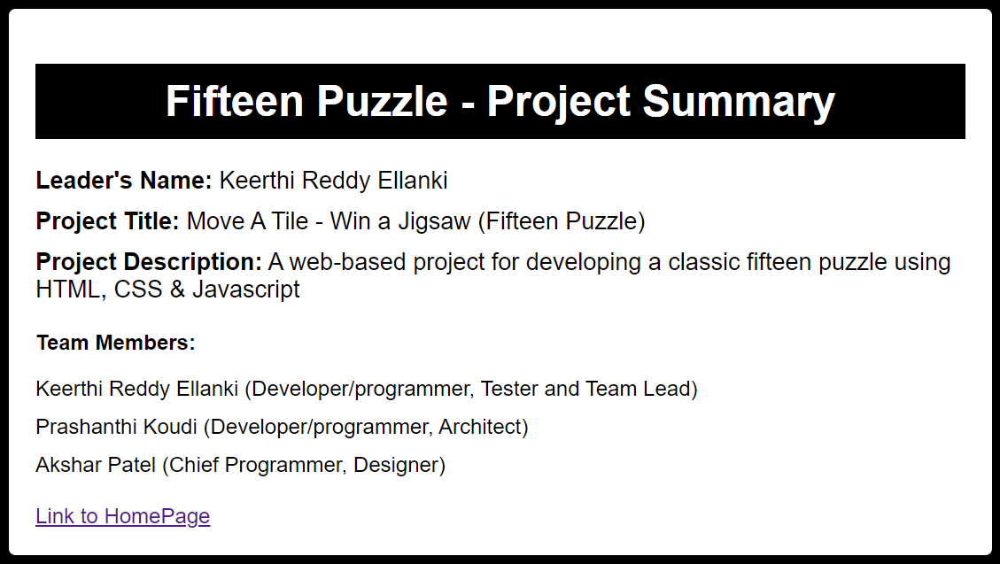 Fifteen Puzzle - Project Summary
Leader's Name: Keerthi Reddy Ellanki
Project Title: Move A Tile - Win a Jigsaw (Fifteen Puzzle)
Project Description: A web-based project for developing a classic fifteen puzzle using
HTML, CSS & Javascript
Team Members:
Keerthi Reddy Ellanki (Developer/programmer, Tester and Team Lead)
Prashanthi Koudi (Developer/programmer, Architect)
Akshar Patel (Chief Programmer, Designer)
Link to HomePage